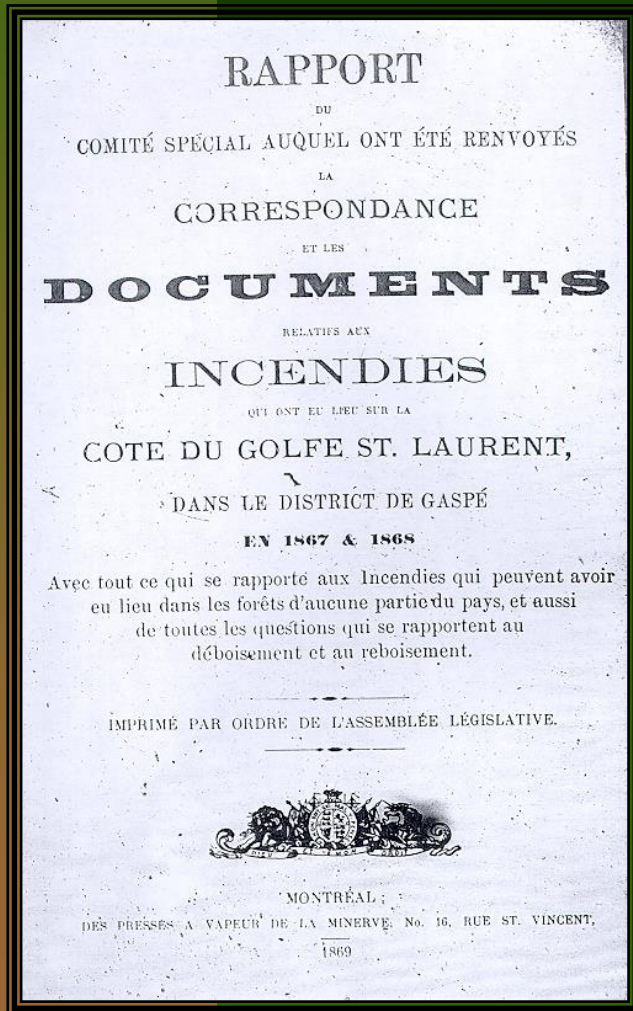 RAPPORT
DU
COMITÉ SPÉCIAL AUQUEL ONT ÉTÉ RENVOYÉS
LA
CORRESPONDANCE
ET LES
DOCUMENTS
RELATIFS AUX
INCENDIES
QUI ONT EU LIEU SUR LA
COTE DU GOLFE ST. LAURENT,
DANS LE DISTRICT DE GASPÉ
EN 1867 & 1868
Avec tout ce qui se rapporte aux Incendies qui peuvent avoir
eu lieu dans les forêts d'aucune partie du pays, et aussi
de toutes les questions qui se rapportent au
déboisement et au reboisement.
IMPRIMÉ PAR ORDRE DE L'ASSEMBLÉE LÉGISLATIVE.
DIEU ET MON DROIT
MONTRÉAL :
DES PRESSES A VAPEUR DE LA MINERVE, No. 16, RUE ST. VINCENT,
1869